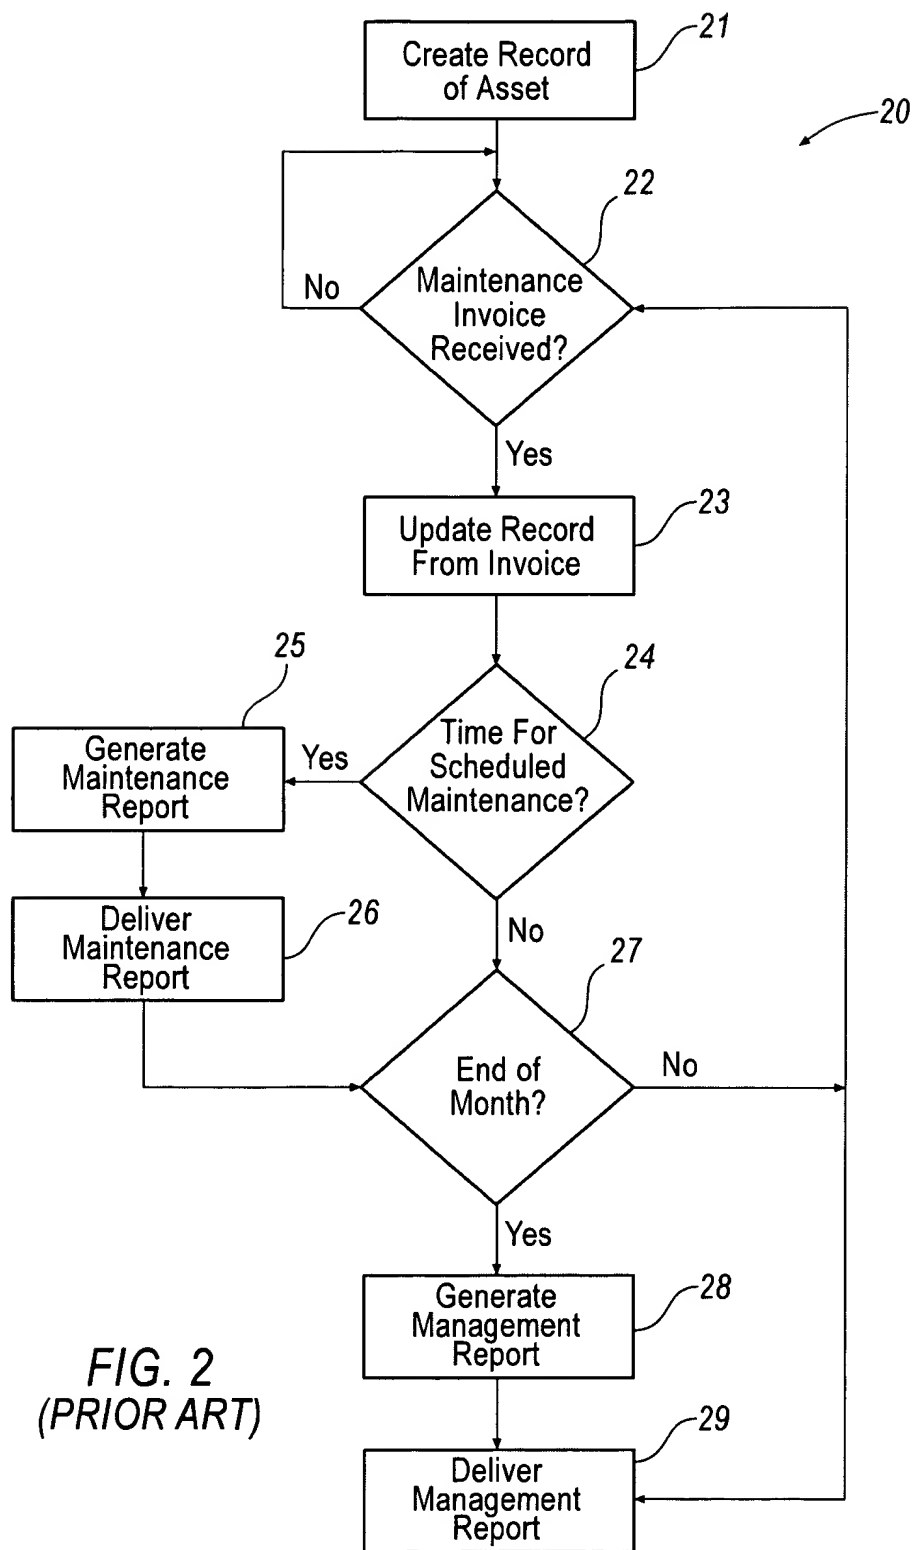 21
Create Record
of Asset
20
22
Maintenance
Invoice
Received?
No
Yes
23
Update Record
From Invoice
25
24
Generate
Maintenance
Report
Yes
Time For
Scheduled
Maintenance?
Deliver
Maintenance
Report
26
No
27
End of
Month?
No
Yes
28
Generate
Management
Report
FIG. 2
(PRIOR ART)
29
Deliver
Management
Report